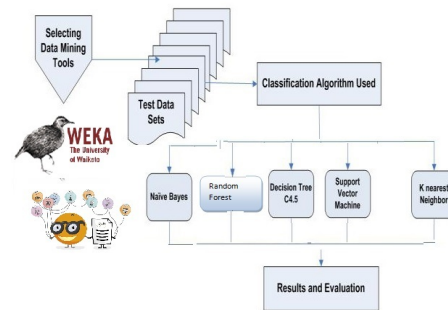 Selecting
Data Mining
Tools
Test Data
Sets
Classification Algorithm Used
WEKA
The University
of Waikato
Naïve Bayes
Random
Forest
Decision Tree
C4.5
Support
Vector
Machine
K nearest
Neighbor
Results and Evaluation